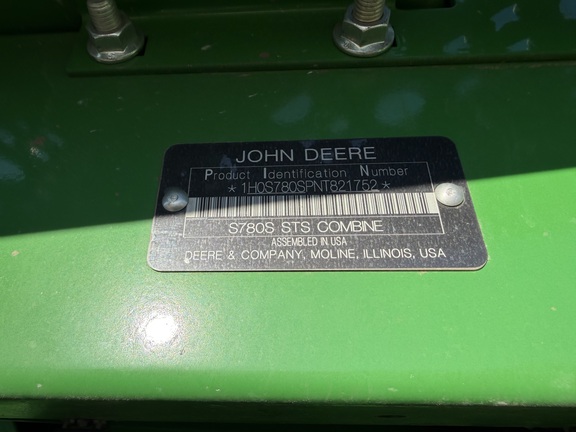 JOHN DEERE
Product Identification Number
*1H0S780SPNT821752*
S780S STS COMBINE
ASSEMBLED IN USA
DEERE & COMPANY, MOLINE, ILLINOIS, USA